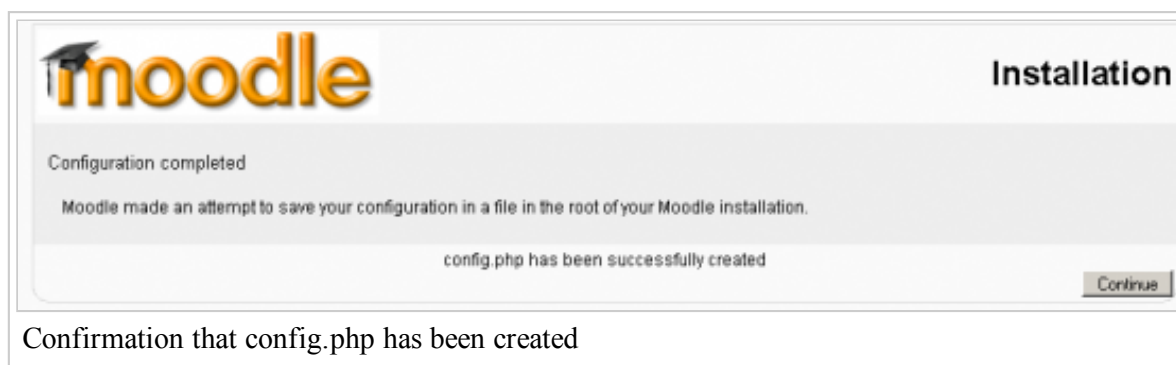 moodle
Installation
Configuration completed
Moodle made an attempt to save your configuration in a file in the root of your Moodle installation.
config.php has been successfully created
Continue
Confirmation that config.php has been created